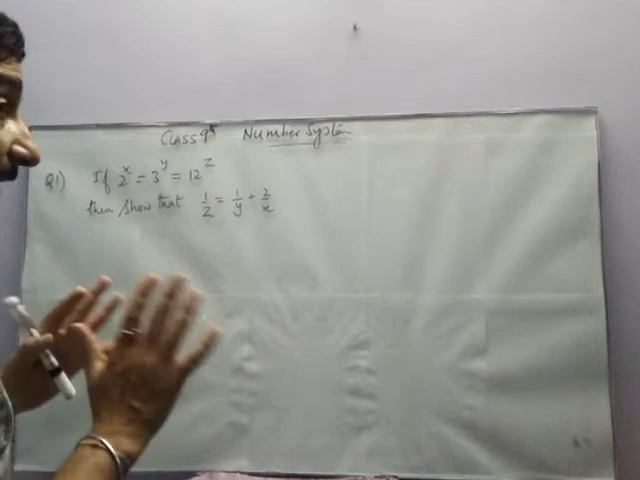 CLASS 9th Number System
Q1) If 2^x = 3^y = 12^z
then show that 1/z = 1/y + 2/x